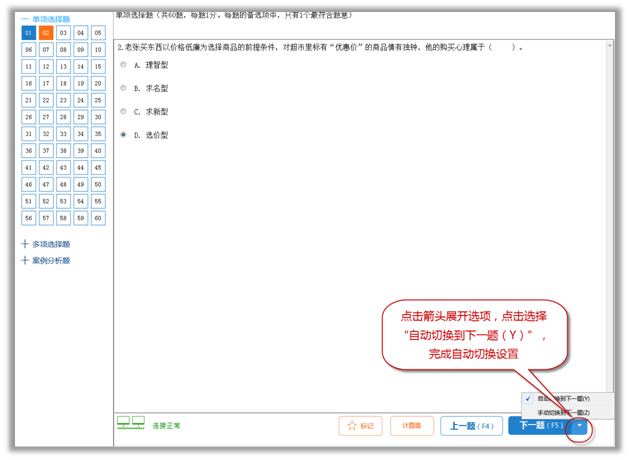 一 单项选择题
单项选择题（共60题，每题1分。每题的备选项中，只有1个最符合题意）
01 02 03 04 05
06 07 08 09 10
11 12 13 14 15
16 17 18 19 20
21 22 23 24 25
26 27 28 29 30
31 32 33 34 35
36 37 38 39 40
41 42 43 44 45
46 47 48 49 50
51 52 53 54 55
56 57 58 59 60
十 多项选择题
十 案例分析题
2.老张买东西以价格低廉为选择商品的前提条件，对超市里标有“优惠价”的商品情有独钟，他的购买心理属于（ ）。
A. 理智型
B. 求名型
C. 求新型
D. 选价型
点击箭头展开选项，点击选择
“自动切换到下一题（Y）”，
完成自动切换设置
自动 换到下一题(Y)
手动切换到下一题(Z)
连接正常
标记
计算器
上一题（F4）
下一题（F5）